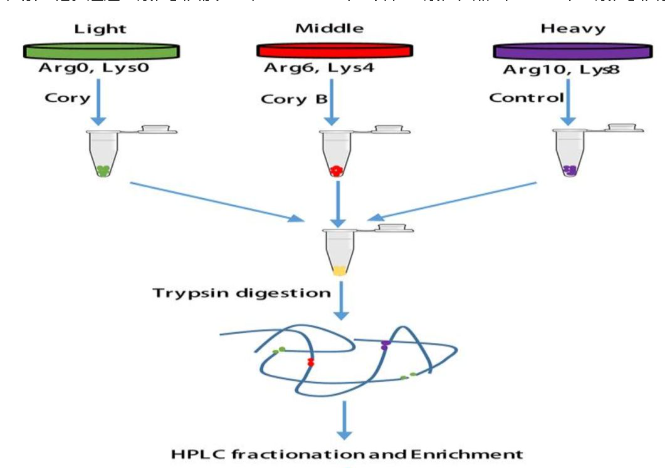 Light
Middle
Heavy
Arg0, Lys0
Arg6, Lys4
Arg10, Lys8
Cory
Cory B
Control
Trypsin digestion
HPLC fractionation and Enrichment